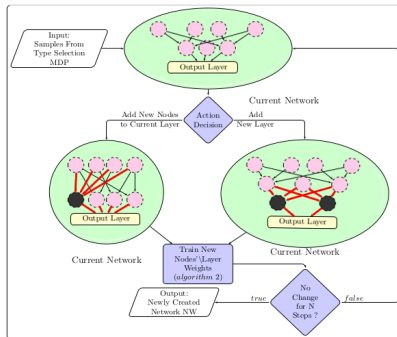 Input:
Samples From
Type Selection
MDP
Output Layer
Current Network
Action
Decision
Add New Nodes
to Current Layer
Add
New Layer
Output Layer
Output Layer
Current Network
Current Network
Train New
Nodes'\Layer
Weights
(algorithm 2)
Output:
Newly Created
Network NW
true
No
Change
for N
Steps ?
false